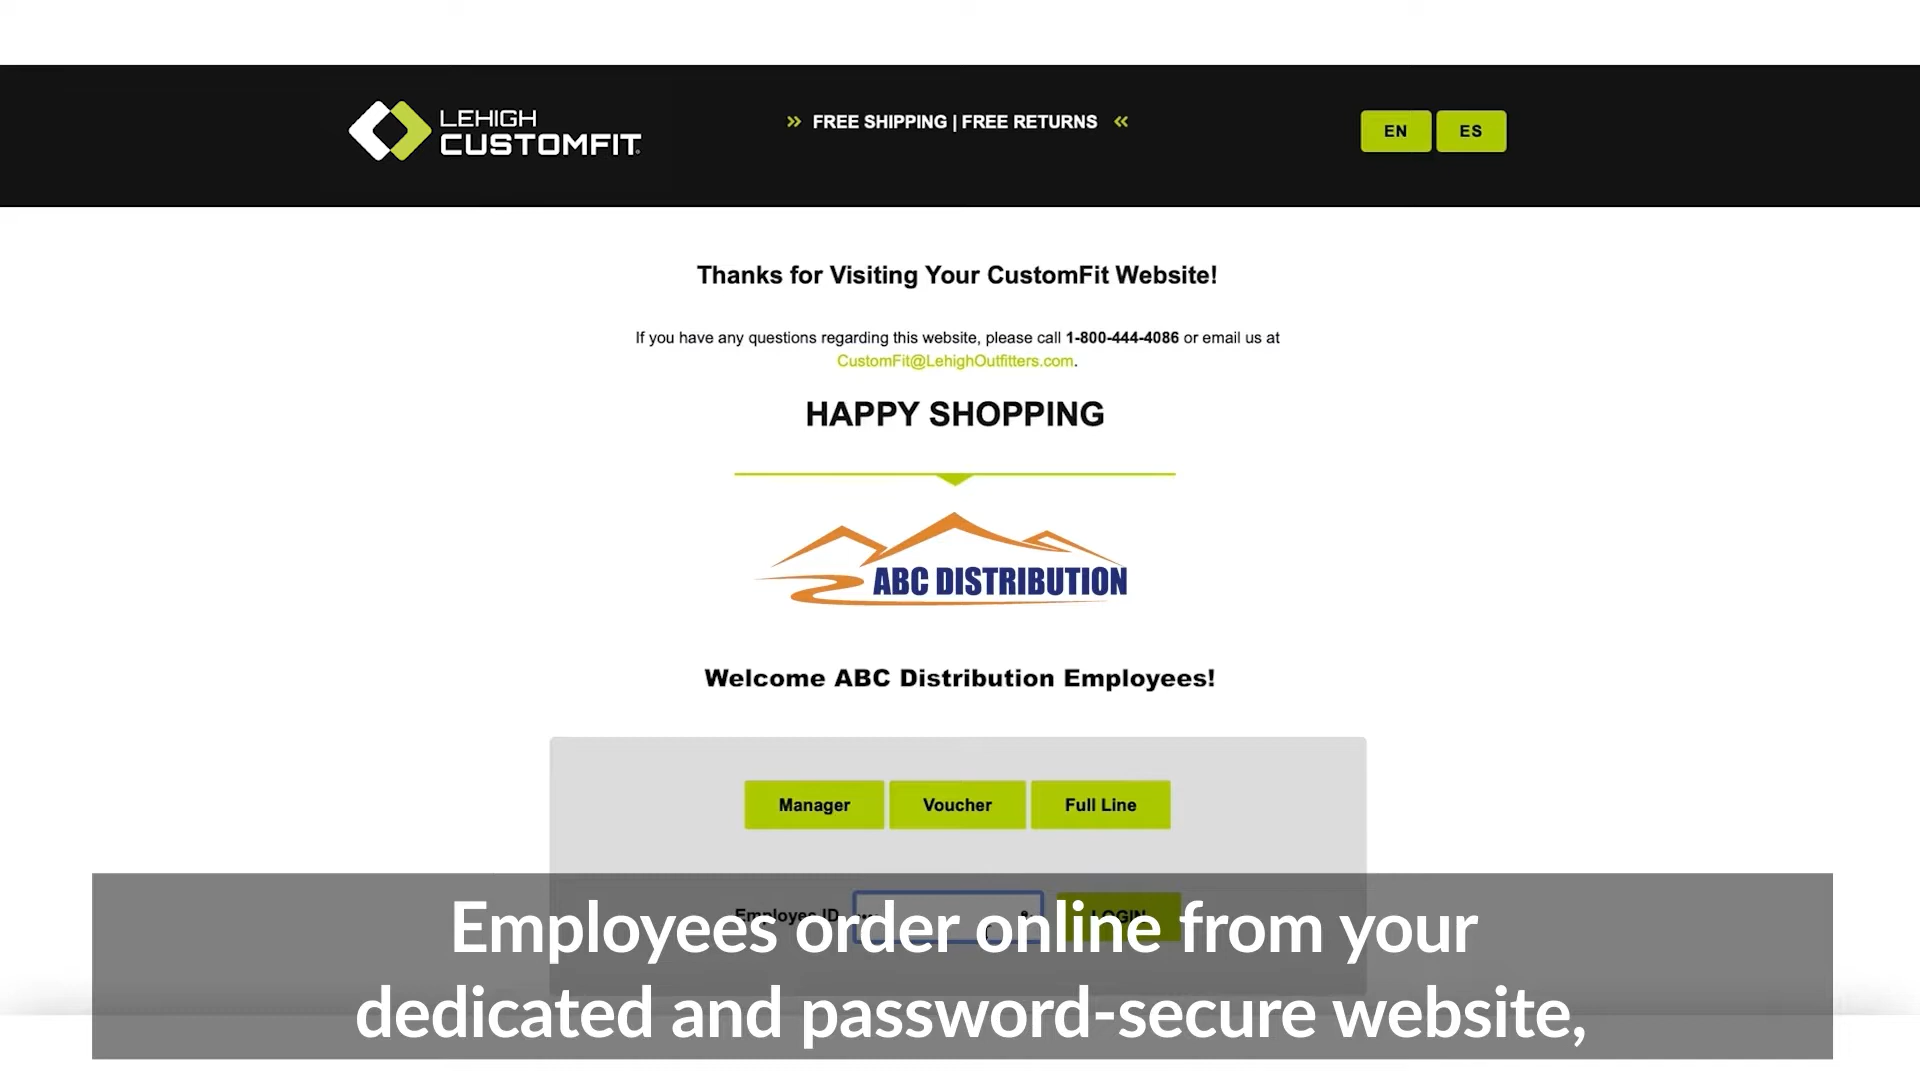 LEHIGH
CUSTOMFIT
» FREE SHIPPING | FREE RETURNS «
EN ES
Thanks for Visiting Your CustomFit Website!
If you have any questions regarding this website, please call 1-800-444-4086 or email us at
CustomFit@LehighOutfitters.com.
HAPPY SHOPPING
ABC DISTRIBUTION
Welcome ABC Distribution Employees!
Manager Voucher Full Line
Employee ID LOGIN
Employees order online from your
dedicated and password-secure website,